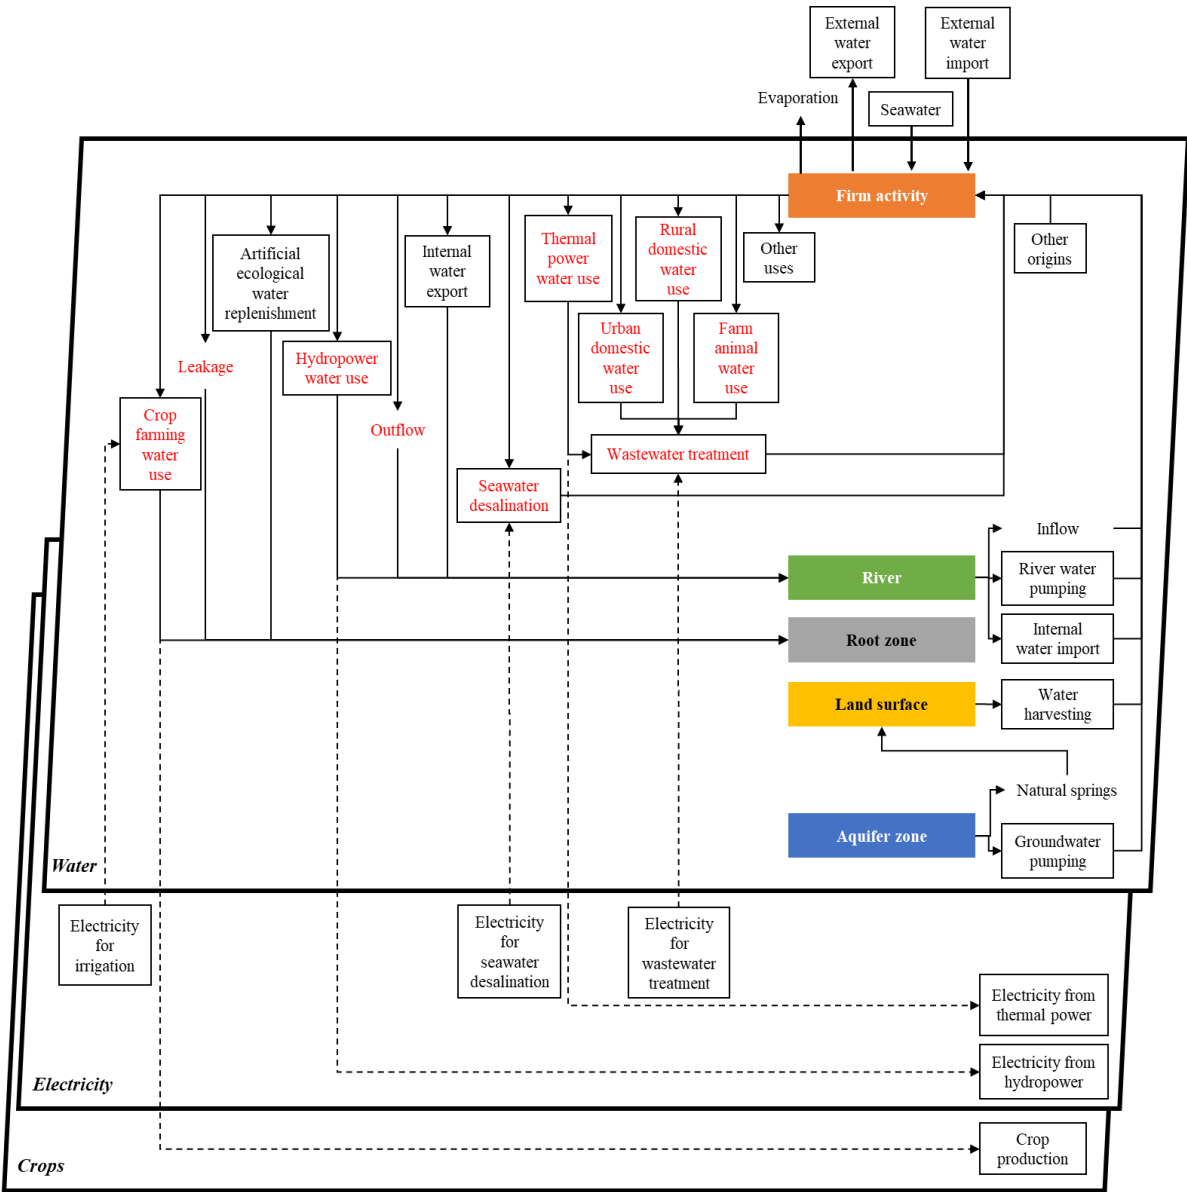 External
water
export
External
water
import
Evaporation
Seawater
Firm activity
Artificial
ecological
water
replenishment
Internal
water
export
Thermal
power
water use
Rural
domestic
water
use
Other
uses
Other
origins
Leakage
Hydropower
water use
Urban
domestic
water
use
Farm
animal
water
use
Crop
farming
water
use
Outflow
Wastewater treatment
Seawater
desalination
Inflow
River
River water
pumping
Root zone
Internal
water import
Land surface
Water
harvesting
Natural springs
Aquifer zone
Groundwater
pumping
Water
Electricity
for
irrigation
Electricity
for
seawater
desalination
Electricity
for
wastewater
treatment
Electricity from
thermal power
Electricity from
hydropower
Electricity
Crop
production
Crops